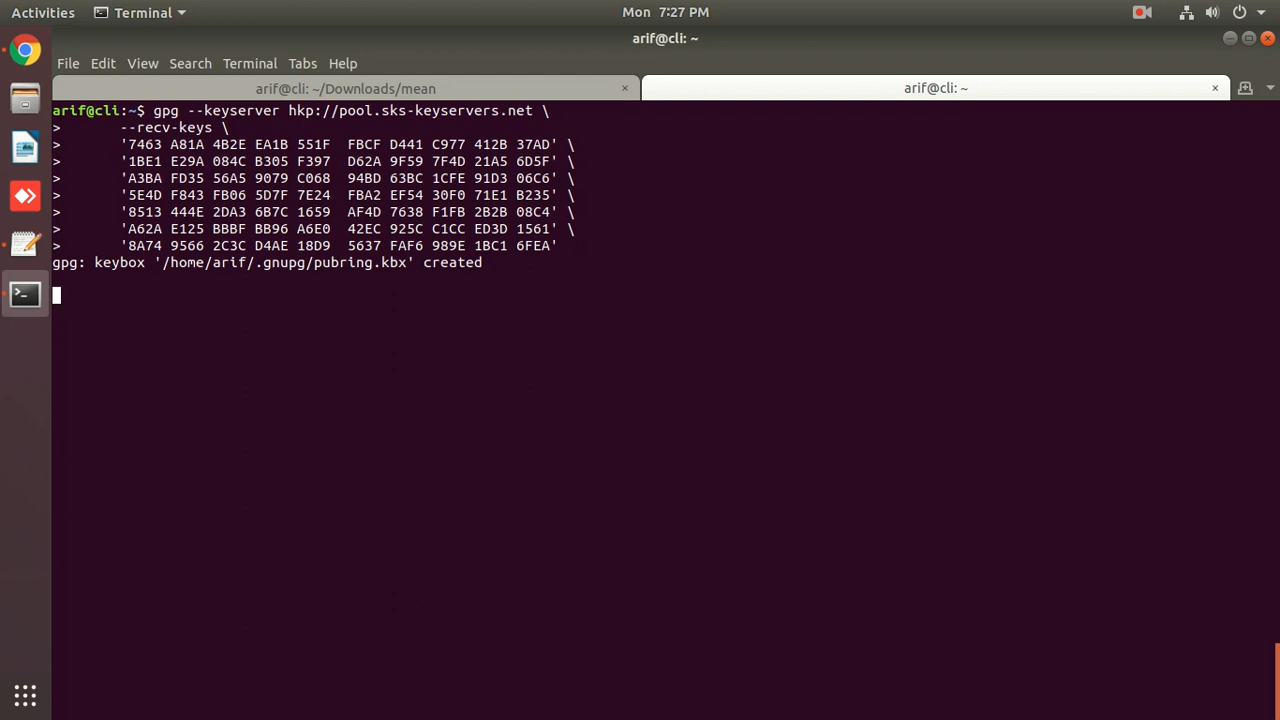 Activities Terminal Mon 7:27 PM
arif@cli: ~
File Edit View Search Terminal Tabs Help
arif@cli: ~/Downloads/mean × arif@cli: ~ ×
arif@cli:~$ gpg --keyserver hkp://pool.sks-keyservers.net \
> --recv-keys \
> '7463 A81A 4B2E EA1B 551F  FBCF D441 C977 412B 37AD' \
> '1BE1 E29A 084C B305 F397  D62A 9F59 7F4D 21A5 6D5F' \
> 'A3BA FD35 56A5 9079 C068  94BD 63BC 1CFE 91D3 06C6' \
> '5E4D F843 FB06 5D7F 7E24  FBA2 EF54 30F0 71E1 B235' \
> '8513 444E 2DA3 6B7C 1659  AF4D 7638 F1FB 2B2B 08C4' \
> 'A62A E125 BBBF BB96 A6E0  42EC 925C C1CC ED3D 1561' \
> '8A74 9566 2C3C D4AE 18D9  5637 FAF6 989E 1BC1 6FEA'
gpg: keybox '/home/arif/.gnupg/pubring.kbx' created